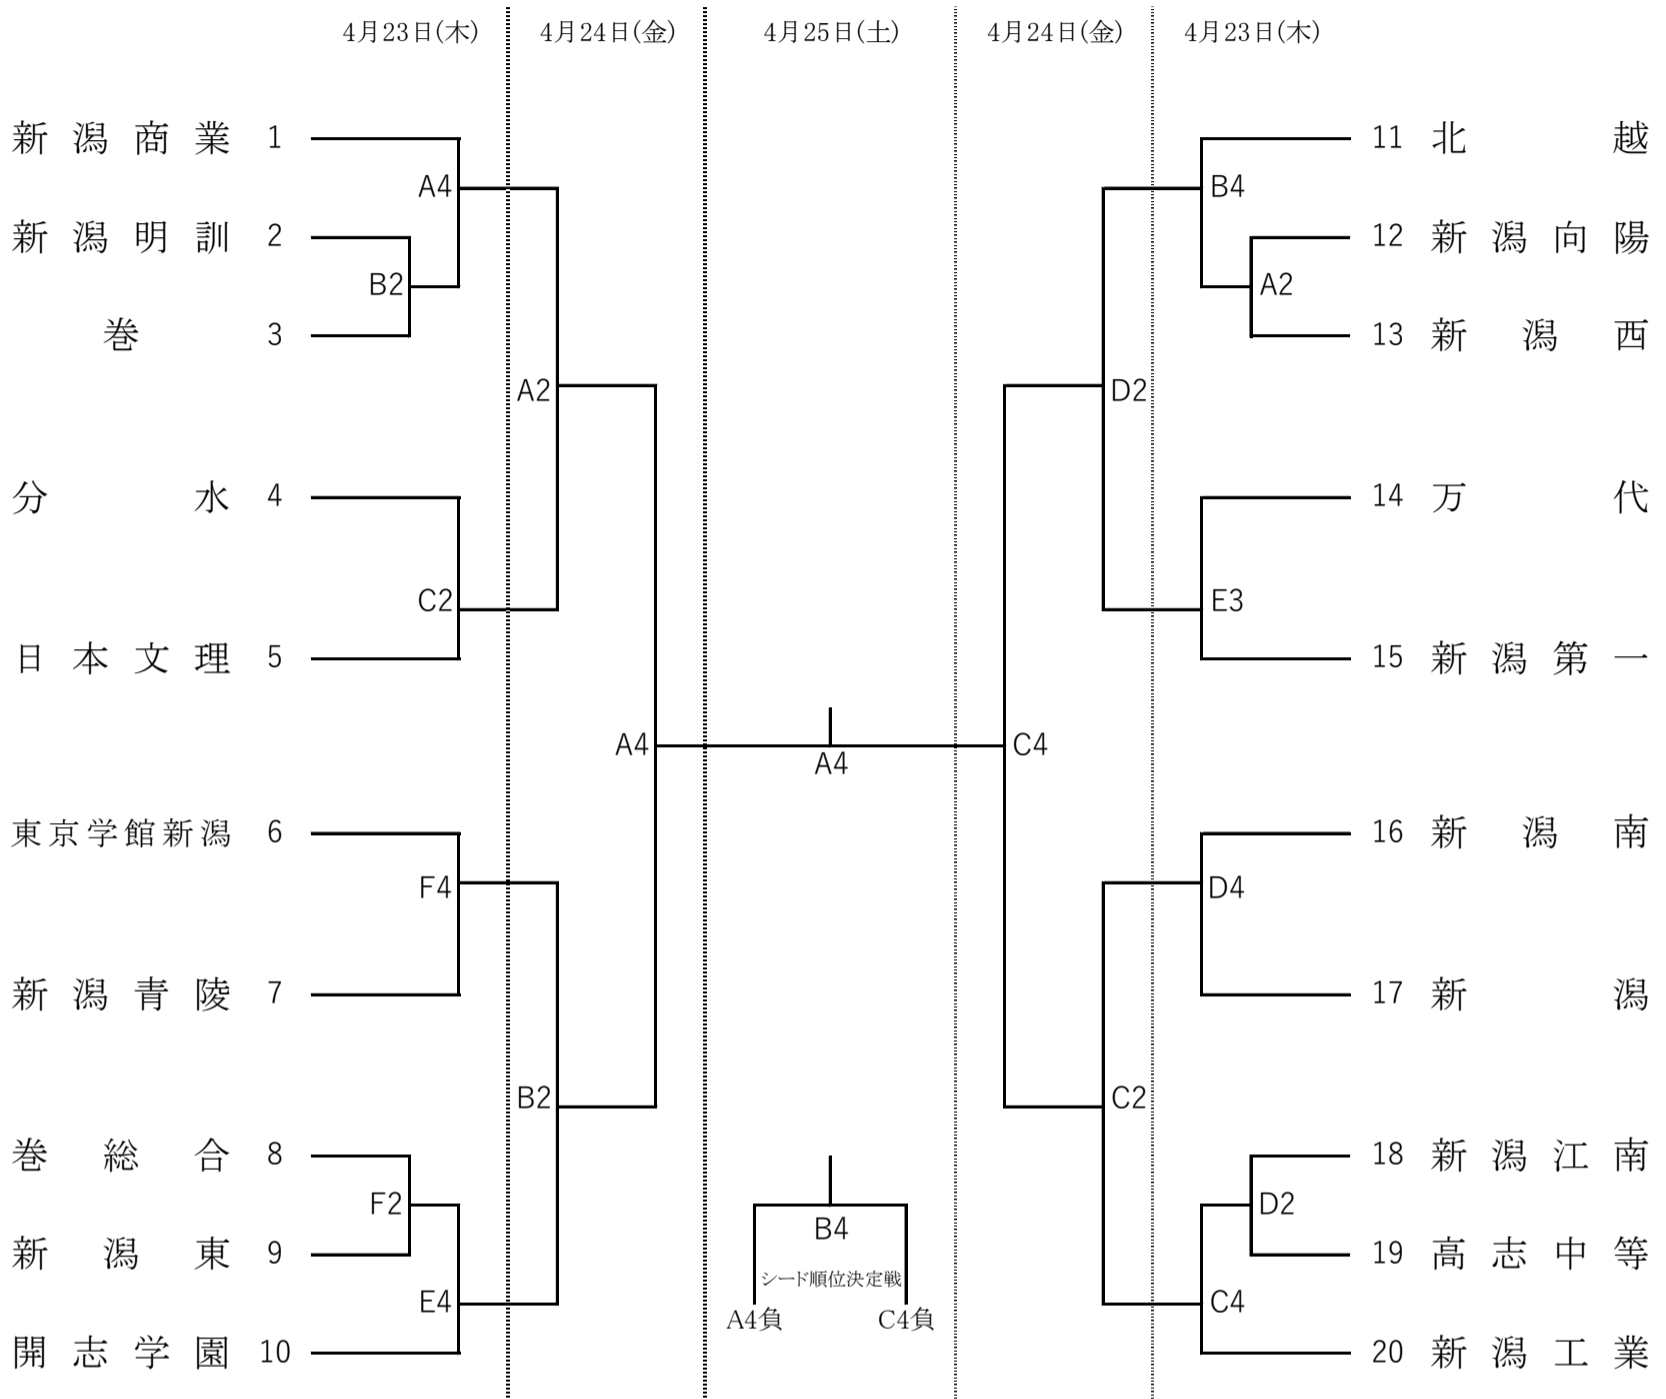 4月23日(木) 4月24日(金) 4月25日(土) 4月24日(金) 4月23日(木)
新潟商業 1
A4
新潟明訓 2
B2
巻 3
A2
分水 4
C2
日本文理 5
A4
東京学館新潟 6
F4
新潟青陵 7
B2
巻総合 8
F2
新潟東 9
E4
開志学園 10
A4
B4
シード順位決定戦
A4負 C4負
11 北越
B4
12 新潟向陽
A2
13 新潟西
D2
14 万代
E3
15 新潟第一
C4
16 新潟南
D4
17 新潟
C2
18 新潟江南
D2
19 高志中等
C4
20 新潟工業